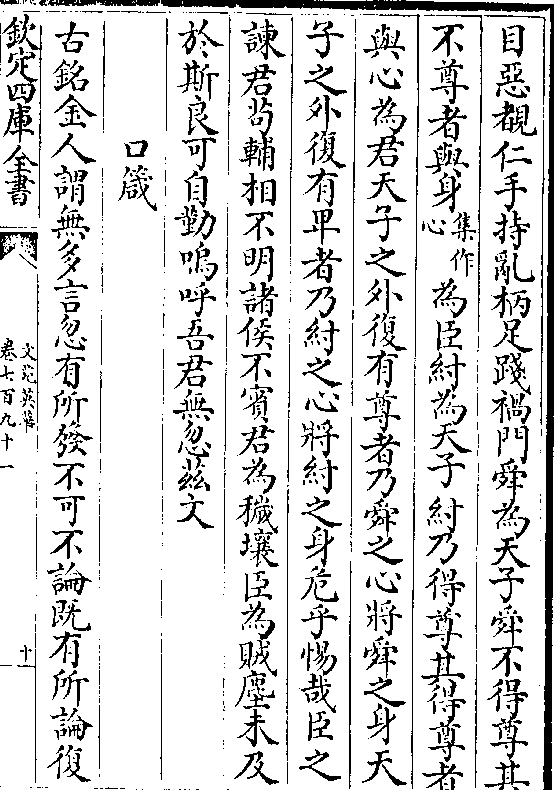 目惡覩仁手持亂柄足踐禍門舜為天子舜不得尊其
不尊者與身集作心為臣紂為天子紂乃得尊其得尊者
與心為君天子之外復有尊者乃舜之心將舜之身天
子之外復有卑者乃紂之心將紂之身危乎惕哉臣之
諫君苟輔相不明諸侯不賓君為穢壤臣為賊塵未及
於斯良可自勤嗚呼吾君無忽茲文
口箴
古銘金人謂無多言忽有所發不可不論既有所論復
欽定四庫全書
文苑英華
卷七百九十一
十一